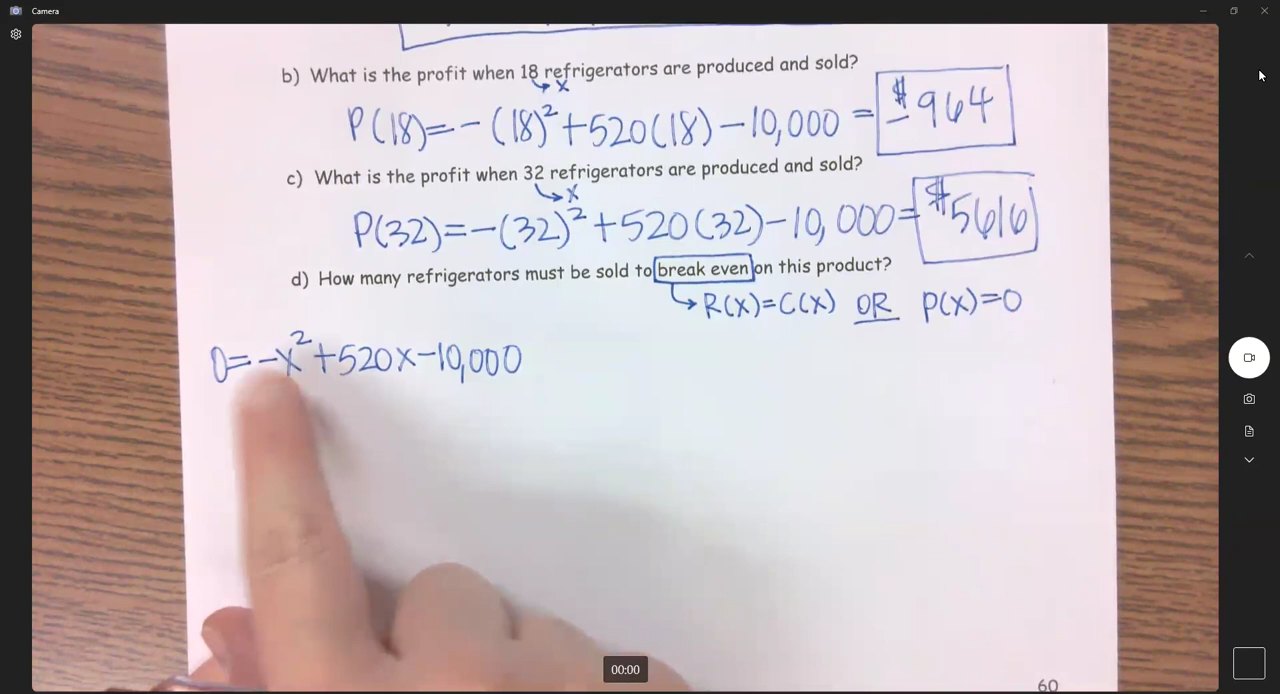 Camera
b) What is the profit when 18 refrigerators are produced and sold?
→ x
P(18)=-(18)²+520(18)-10,000 = -$964
c) What is the profit when 32 refrigerators are produced and sold?
→ x
P(32)=-(32)²+520(32)-10,000= $5616
d) How many refrigerators must be sold to break even on this product?
→ R(x)=C(x) OR P(x)=0
0=-x²+520x-10,000
00:00
60